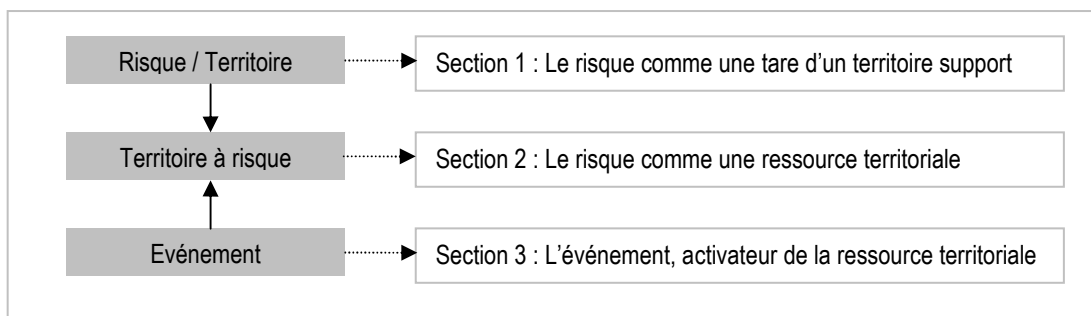 Risque / Territoire
Section 1 : Le risque comme une tare d’un territoire support
Territoire à risque
Section 2 : Le risque comme une ressource territoriale
Evénement
Section 3 : L’événement, activateur de la ressource territoriale